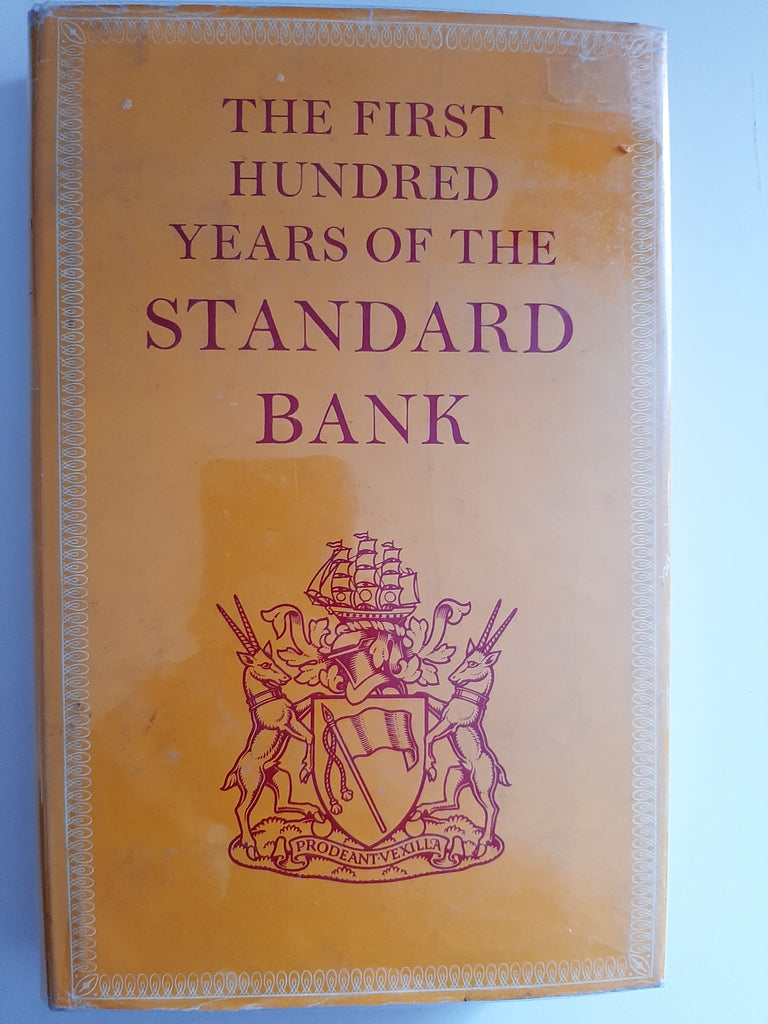 THE FIRST
HUNDRED
YEARS OF THE
STANDARD
BANK
PRODEANT·VEXILLA